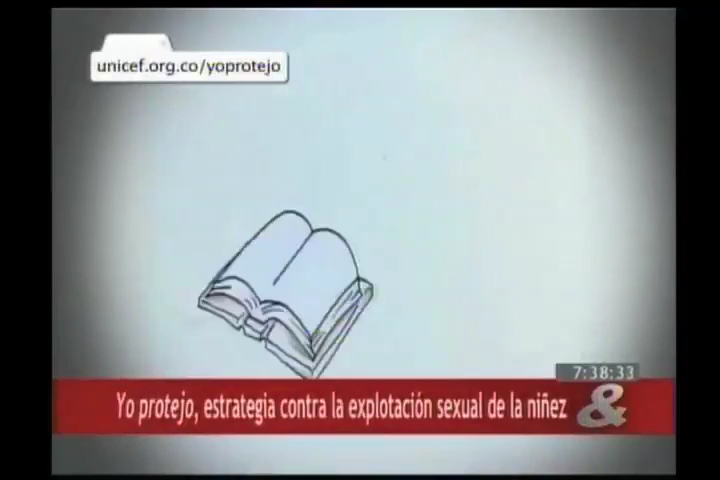 unicef.org.co/yoprotejo
7:38:33
Yo protejo, estrategia contra la explotación sexual de la niñez &